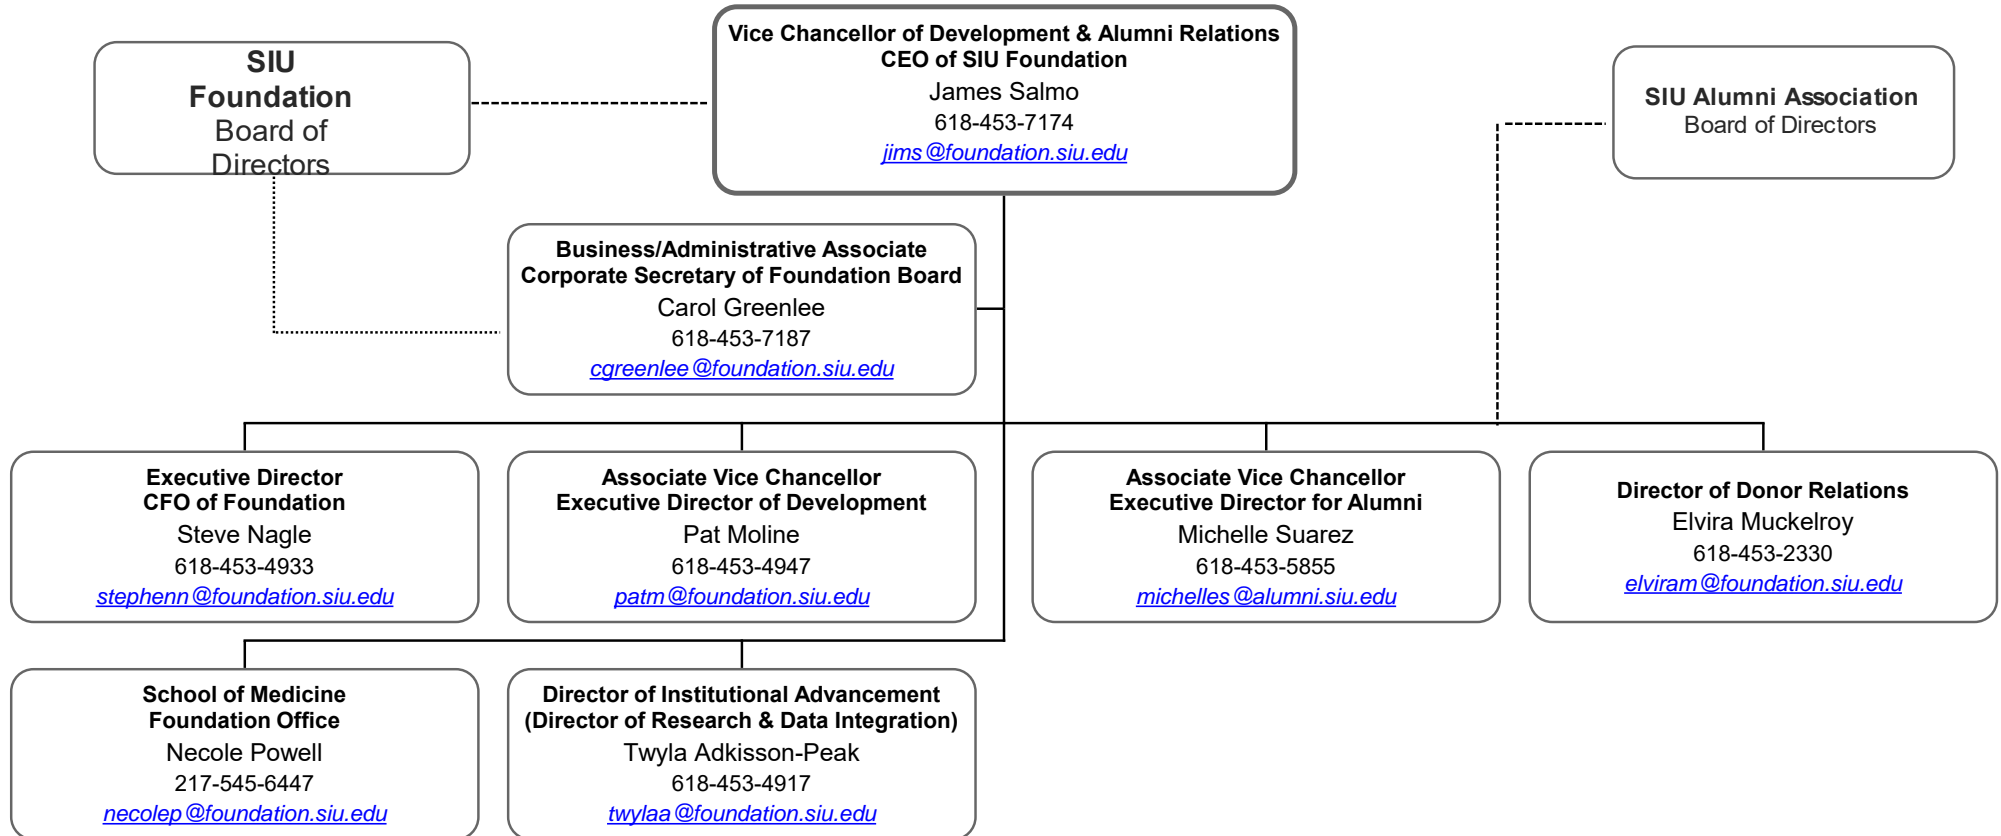 Vice Chancellor of Development & Alumni Relations
CEO of SIU Foundation
James Salmo
618-453-7174
jims@foundation.siu.edu
SIU
Foundation
Board of
Directors
SIU Alumni Association
Board of Directors
Business/Administrative Associate
Corporate Secretary of Foundation Board
Carol Greenlee
618-453-7187
cgreenlee@foundation.siu.edu
Executive Director
CFO of Foundation
Steve Nagle
618-453-4933
stephenn@foundation.siu.edu
Associate Vice Chancellor
Executive Director of Development
Pat Moline
618-453-4947
patm@foundation.siu.edu
Associate Vice Chancellor
Executive Director for Alumni
Michelle Suarez
618-453-5855
michelles@alumni.siu.edu
Director of Donor Relations
Elvira Muckelroy
618-453-2330
elviram@foundation.siu.edu
School of Medicine
Foundation Office
Necole Powell
217-545-6447
necolep@foundation.siu.edu
Director of Institutional Advancement
(Director of Research & Data Integration)
Twyla Adkisson-Peak
618-453-4917
twylaa@foundation.siu.edu